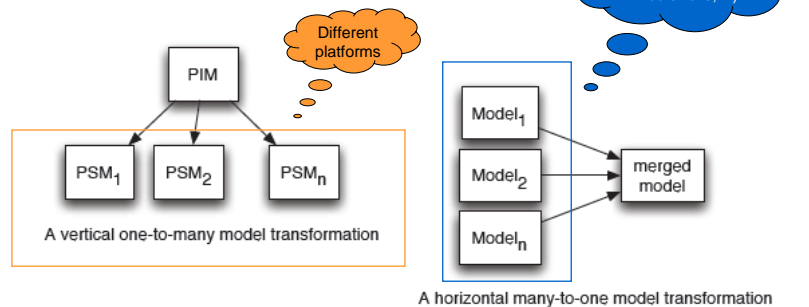 Different
platforms
PIM
PSM1
PSM2
PSMn
A vertical one-to-many model transformation
Model1
Model2
Modeln
merged
model
A horizontal many-to-one model transformation